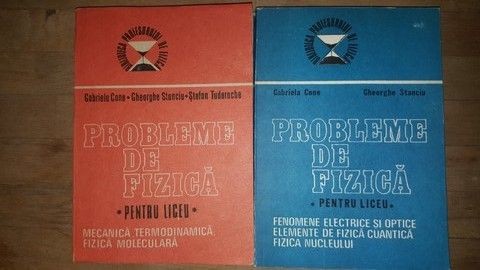 BIBLIOTECA PROFESORULUI DE FIZICĂ
Gabriela Cone • Gheorghe Stanciu • Ștefan Tudorache
PROBLEME
DE
FIZICĂ
• PENTRU LICEU •
MECANICĂ, TERMODINAMICĂ,
FIZICĂ MOLECULARĂ
BIBLIOTECA PROFESORULUI DE FIZICĂ
Gabriela Cone Gheorghe Stanciu
PROBLEME
DE
FIZICĂ
• PENTRU LICEU •
FENOMENE ELECTRICE SI OPTICE
ELEMENTE DE FIZICĂ CUANTICĂ
FIZICA NUCLEULUI